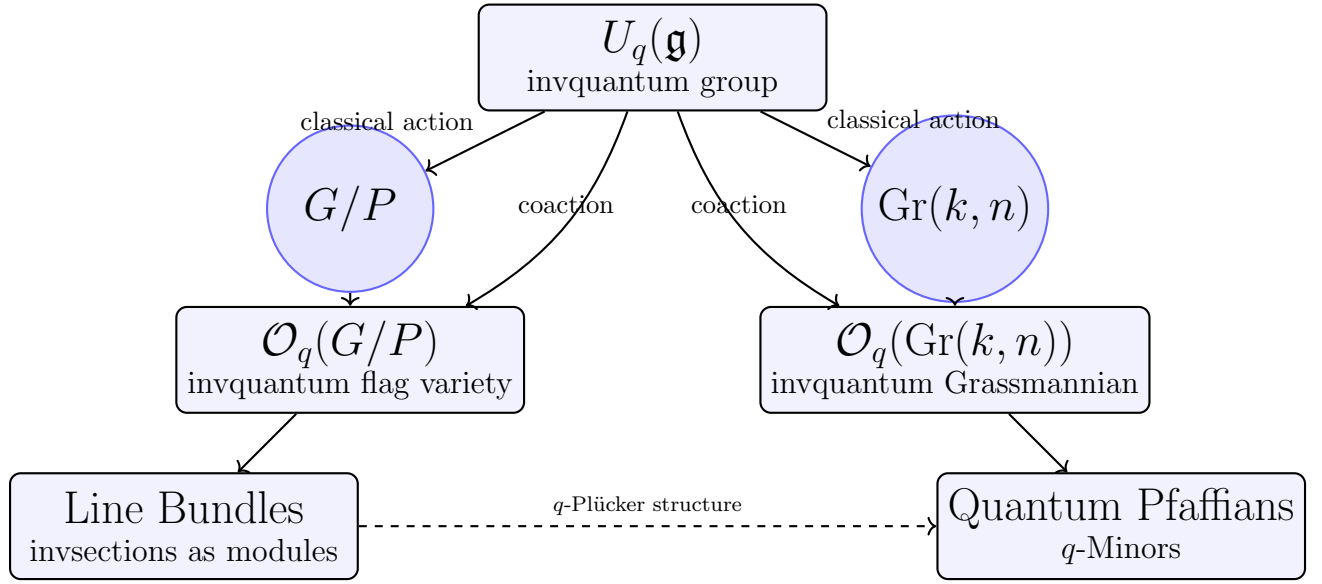 U_q(𝔤)
invquantum group
classical action
classical action
G/P
coaction
coaction
Gr(k, n)
𝒪_q(G/P)
invquantum flag variety
𝒪_q(Gr(k, n))
invquantum Grassmannian
Line Bundles
invsections as modules
q-Plücker structure
Quantum Pfaffians
q-Minors